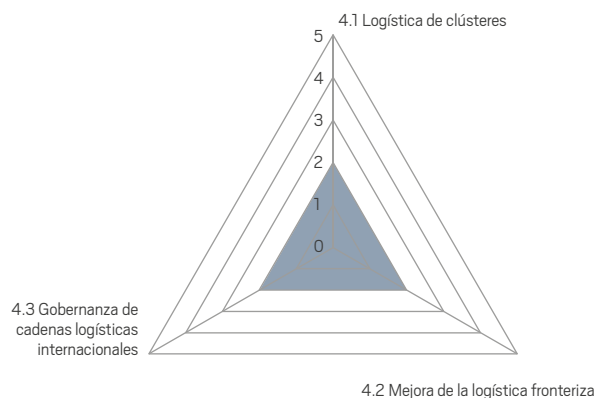 4.1 Logística de clústeres
5
4
3
2
1
0
4.3 Gobernanza de
cadenas logísticas
internacionales
4.2 Mejora de la logística fronteriza